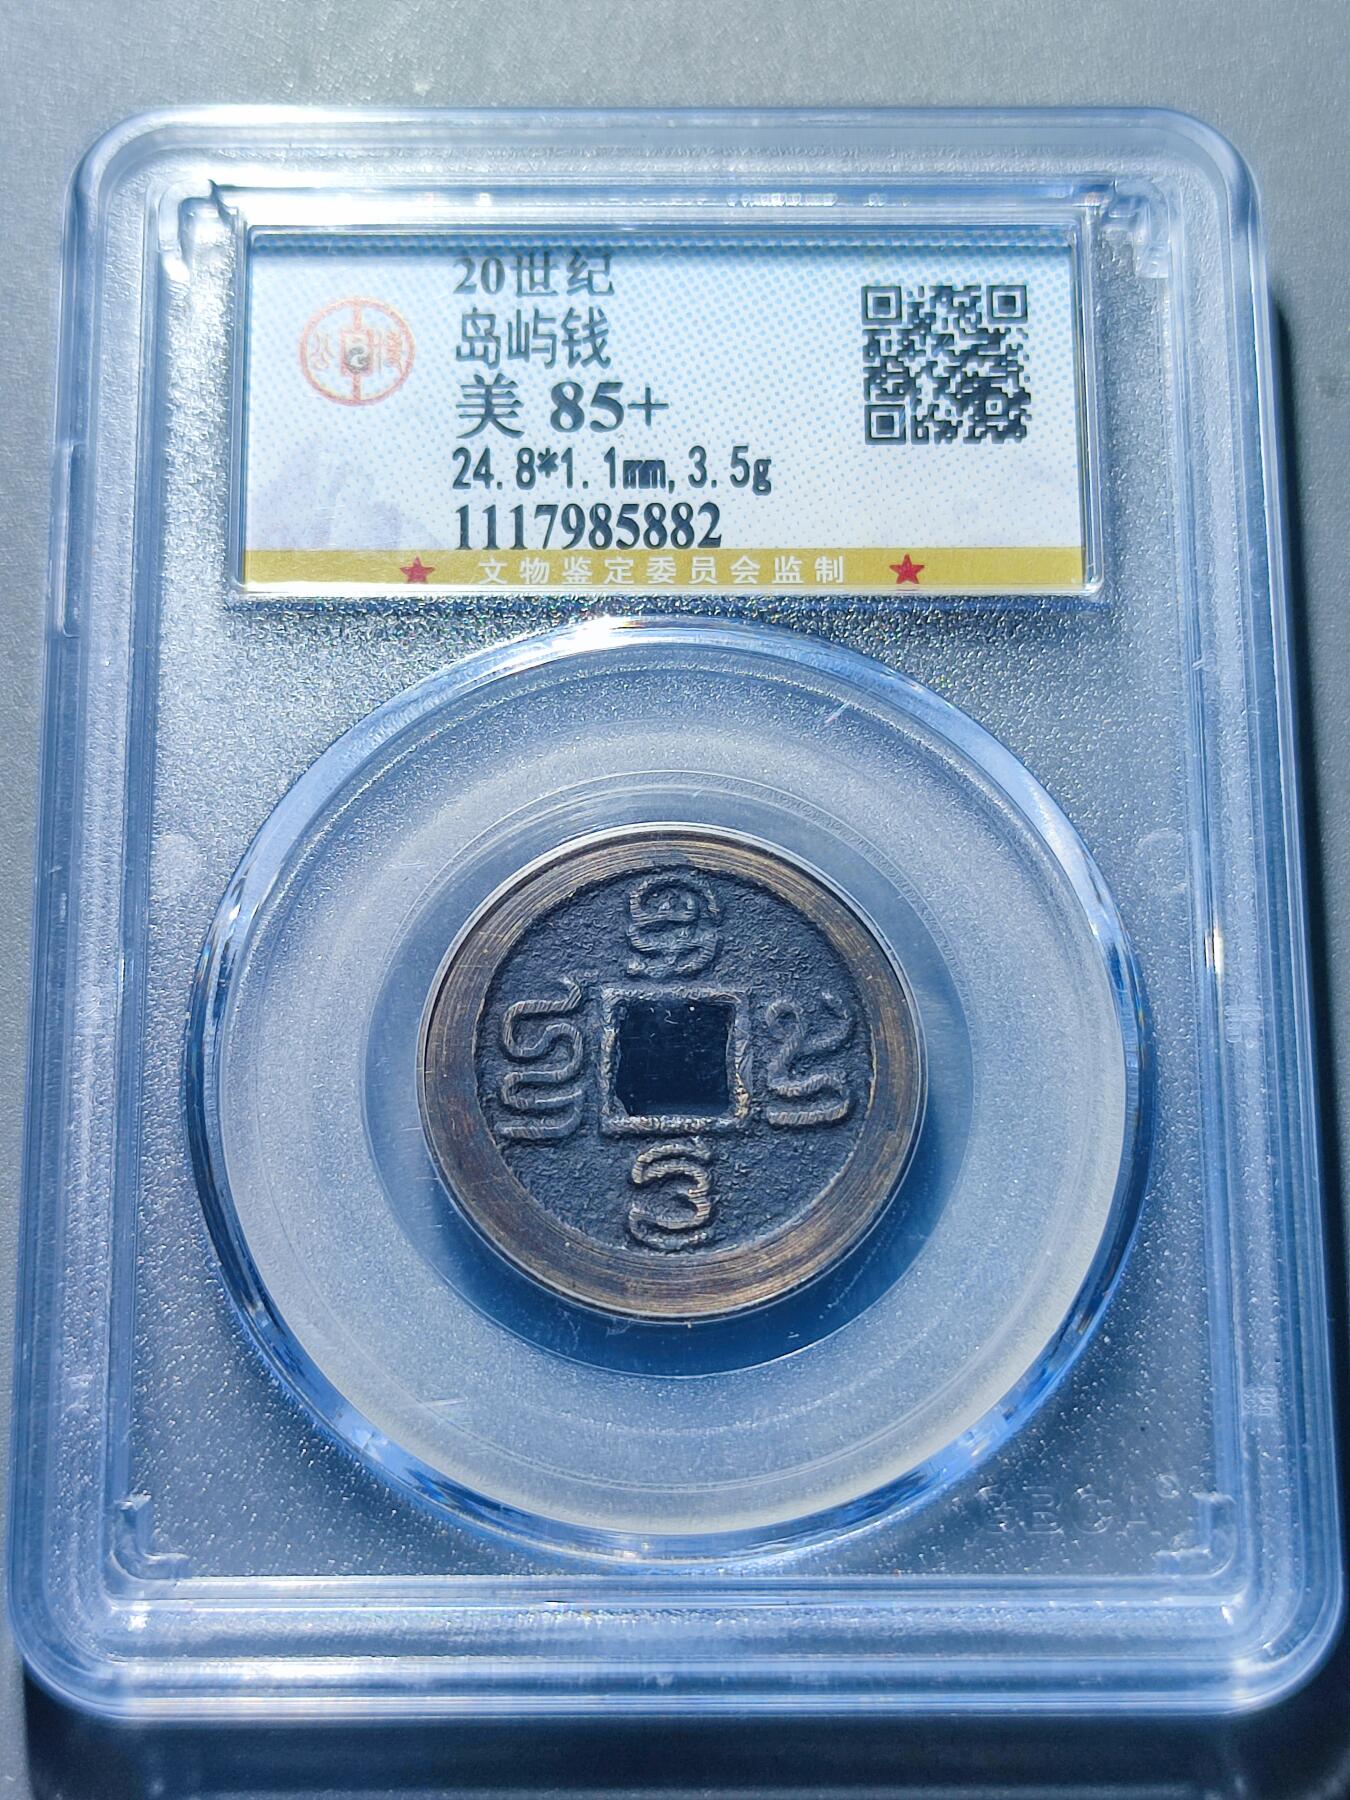 20世纪
岛屿钱
美 85+
24.8*1.1mm,3.5g
1117985882
★ 文物鉴定委员会监制 ★
GBCA